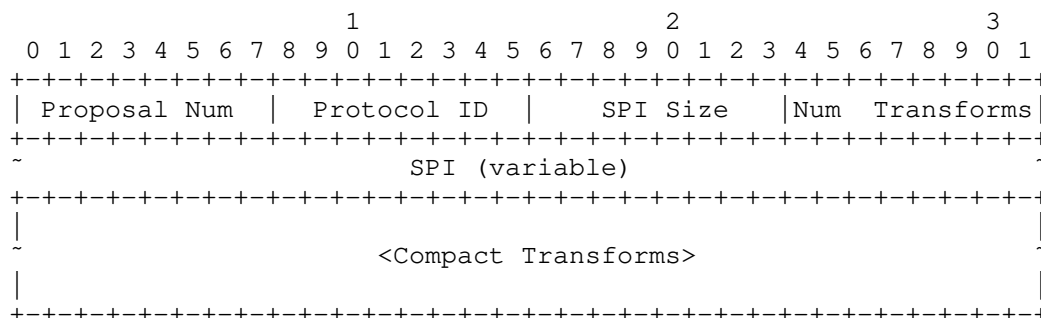 1                   2                   3
 0 1 2 3 4 5 6 7 8 9 0 1 2 3 4 5 6 7 8 9 0 1 2 3 4 5 6 7 8 9 0 1
+-+-+-+-+-+-+-+-+-+-+-+-+-+-+-+-+-+-+-+-+-+-+-+-+-+-+-+-+-+-+-+-+
| Proposal Num  |  Protocol ID  |    SPI Size   |Num  Transforms|
+-+-+-+-+-+-+-+-+-+-+-+-+-+-+-+-+-+-+-+-+-+-+-+-+-+-+-+-+-+-+-+-+
~                        SPI (variable)                         ~
+-+-+-+-+-+-+-+-+-+-+-+-+-+-+-+-+-+-+-+-+-+-+-+-+-+-+-+-+-+-+-+-+
|                                                               |
~                      <Compact Transforms>                     ~
|                                                               |
+-+-+-+-+-+-+-+-+-+-+-+-+-+-+-+-+-+-+-+-+-+-+-+-+-+-+-+-+-+-+-+-+